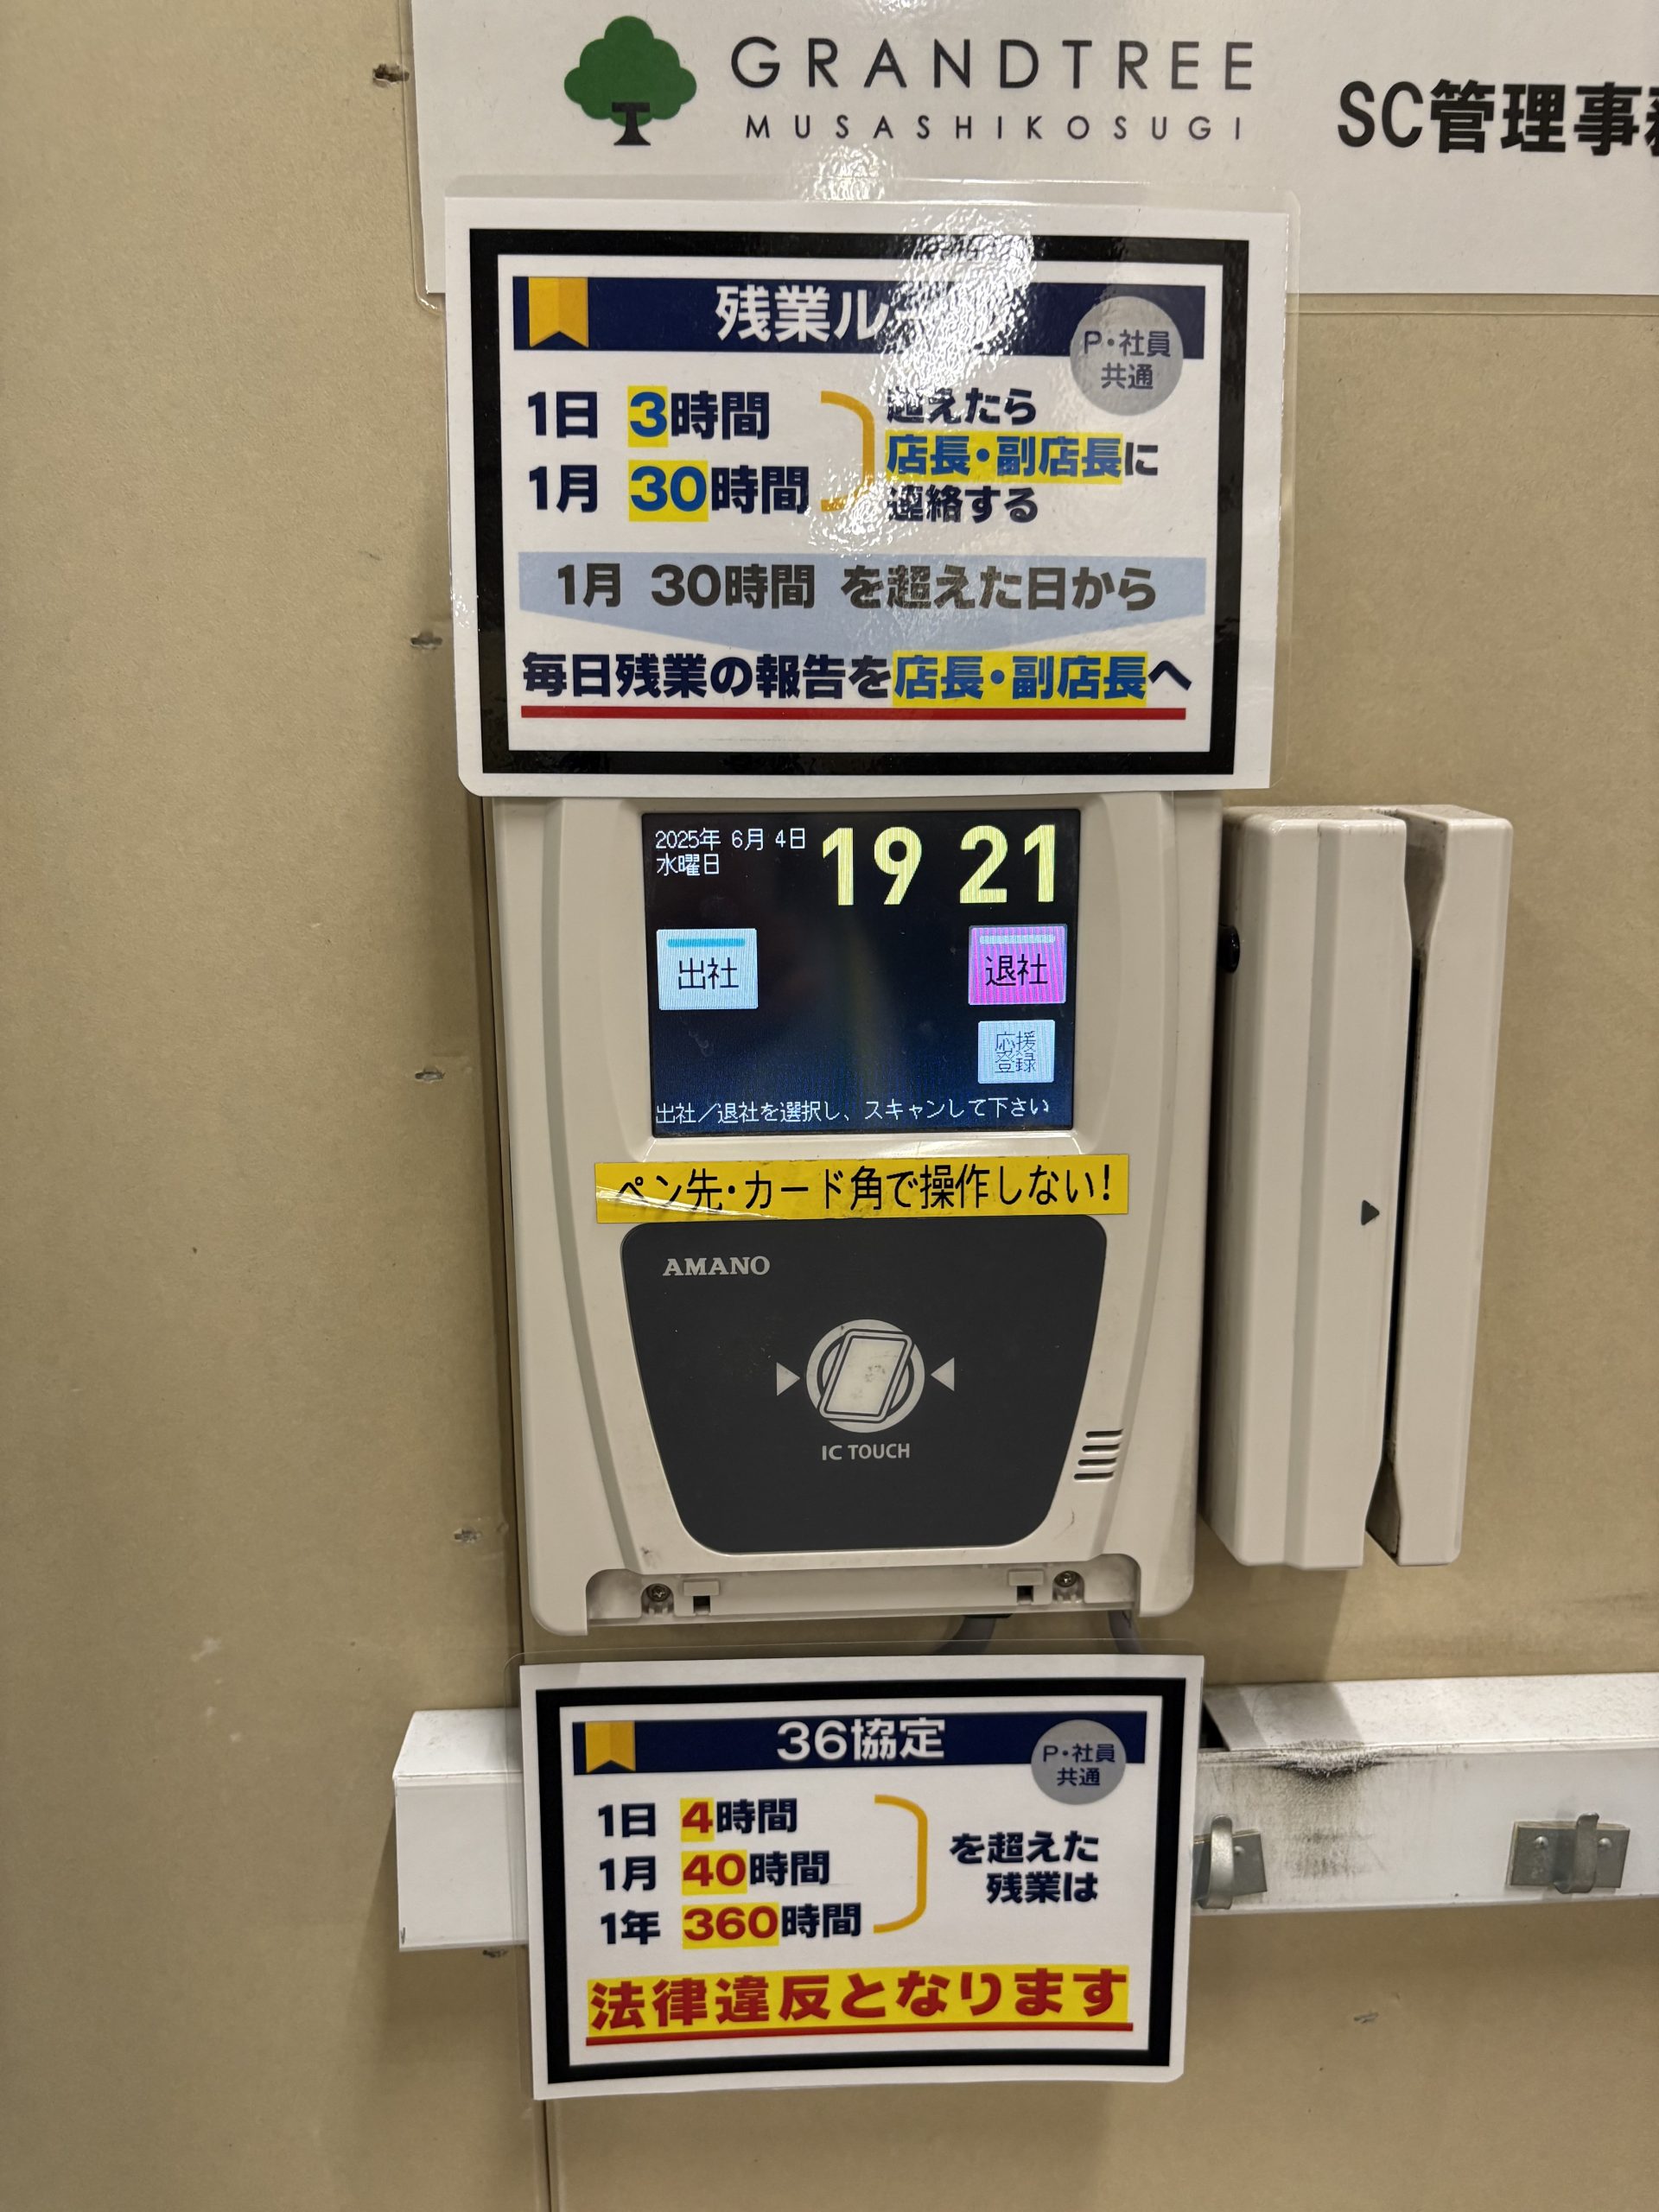 GRANDTREE
MUSASHIKOSUGI
SC管理事
残業ル
P・社員
共通
1日 3時間
1月 30時間
超えたら
店長・副店長に
連絡する
1月 30時間 を超えた日から
毎日残業の報告を店長・副店長へ
2025年 6月 4日
水曜日
19 21
出社
退社
応援
登録
出社/退社を選択し、スキャンして下さい
ペン先・カード角で操作しない!
AMANO
IC TOUCH
36協定
P・社員
共通
1日 4時間
1月 40時間
1年 360時間
を超えた
残業は
法律違反となります